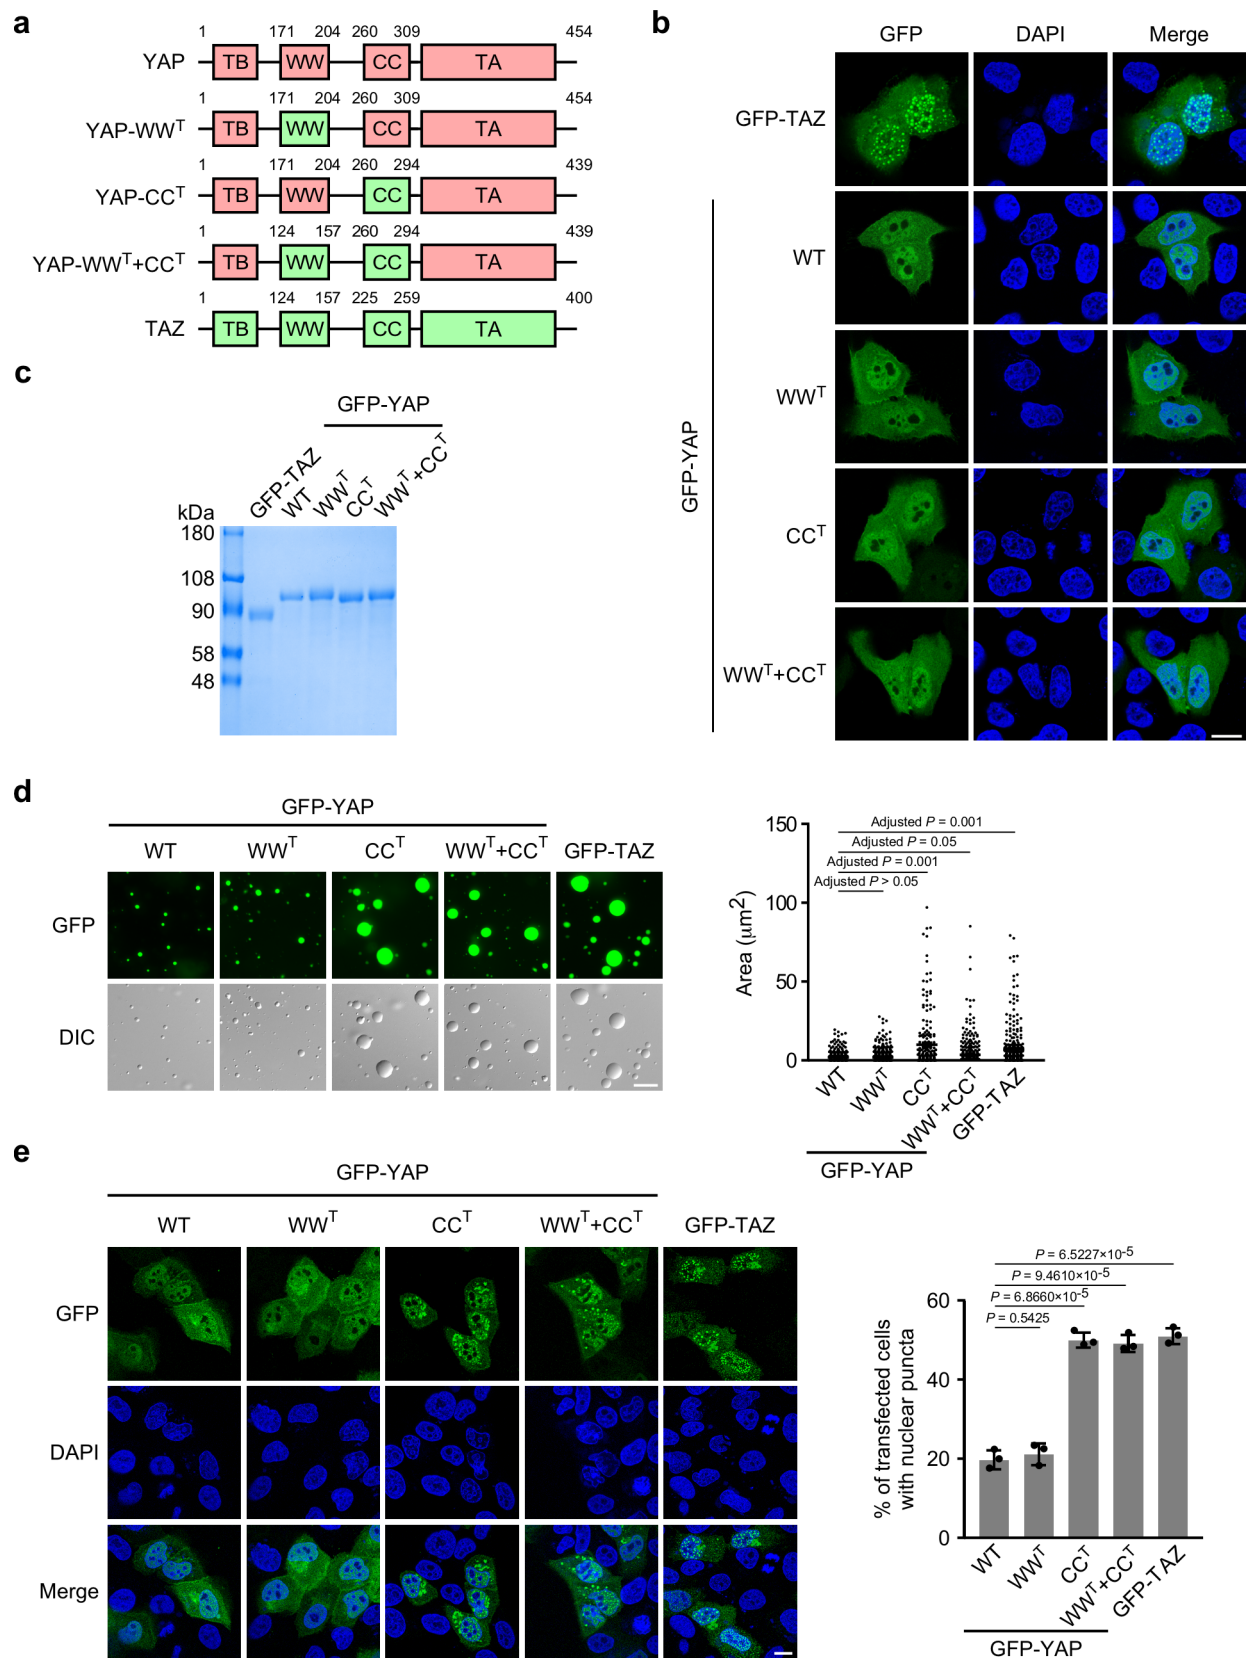 a
1 171 204 260 309 454
YAP TB WW CC TA
1 171 204 260 309 454
YAP-WWᵀ TB WW CC TA
1 171 204 260 294 439
YAP-CCᵀ TB WW CC TA
1 124 157 260 294 439
YAP-WWᵀ+CCᵀ TB WW CC TA
1 124 157 225 259 400
TAZ TB WW CC TA
b
GFP DAPI Merge
GFP-TAZ
GFP-YAP
WT
WWᵀ
CCᵀ
WWᵀ+CCᵀ
c
GFP-YAP
GFP-TAZ WT WWᵀ CCᵀ WWᵀ+CCᵀ
kDa
180
108
90
58
48
d
GFP-YAP
WT WWᵀ CCᵀ WWᵀ+CCᵀ GFP-TAZ
GFP
DIC
Area (μm²)
150
100
50
0
Adjusted P = 0.001
Adjusted P = 0.05
Adjusted P = 0.001
Adjusted P > 0.05
WT WWᵀ CCᵀ WWᵀ+CCᵀ GFP-TAZ
GFP-YAP
e
GFP-YAP
WT WWᵀ CCᵀ WWᵀ+CCᵀ GFP-TAZ
GFP
DAPI
Merge
% of transfected cells
with nuclear puncta
60
40
20
0
P = 6.5227×10⁻⁵
P = 9.4610×10⁻⁵
P = 6.8660×10⁻⁵
P = 0.5425
WT WWᵀ CCᵀ WWᵀ+CCᵀ GFP-TAZ
GFP-YAP